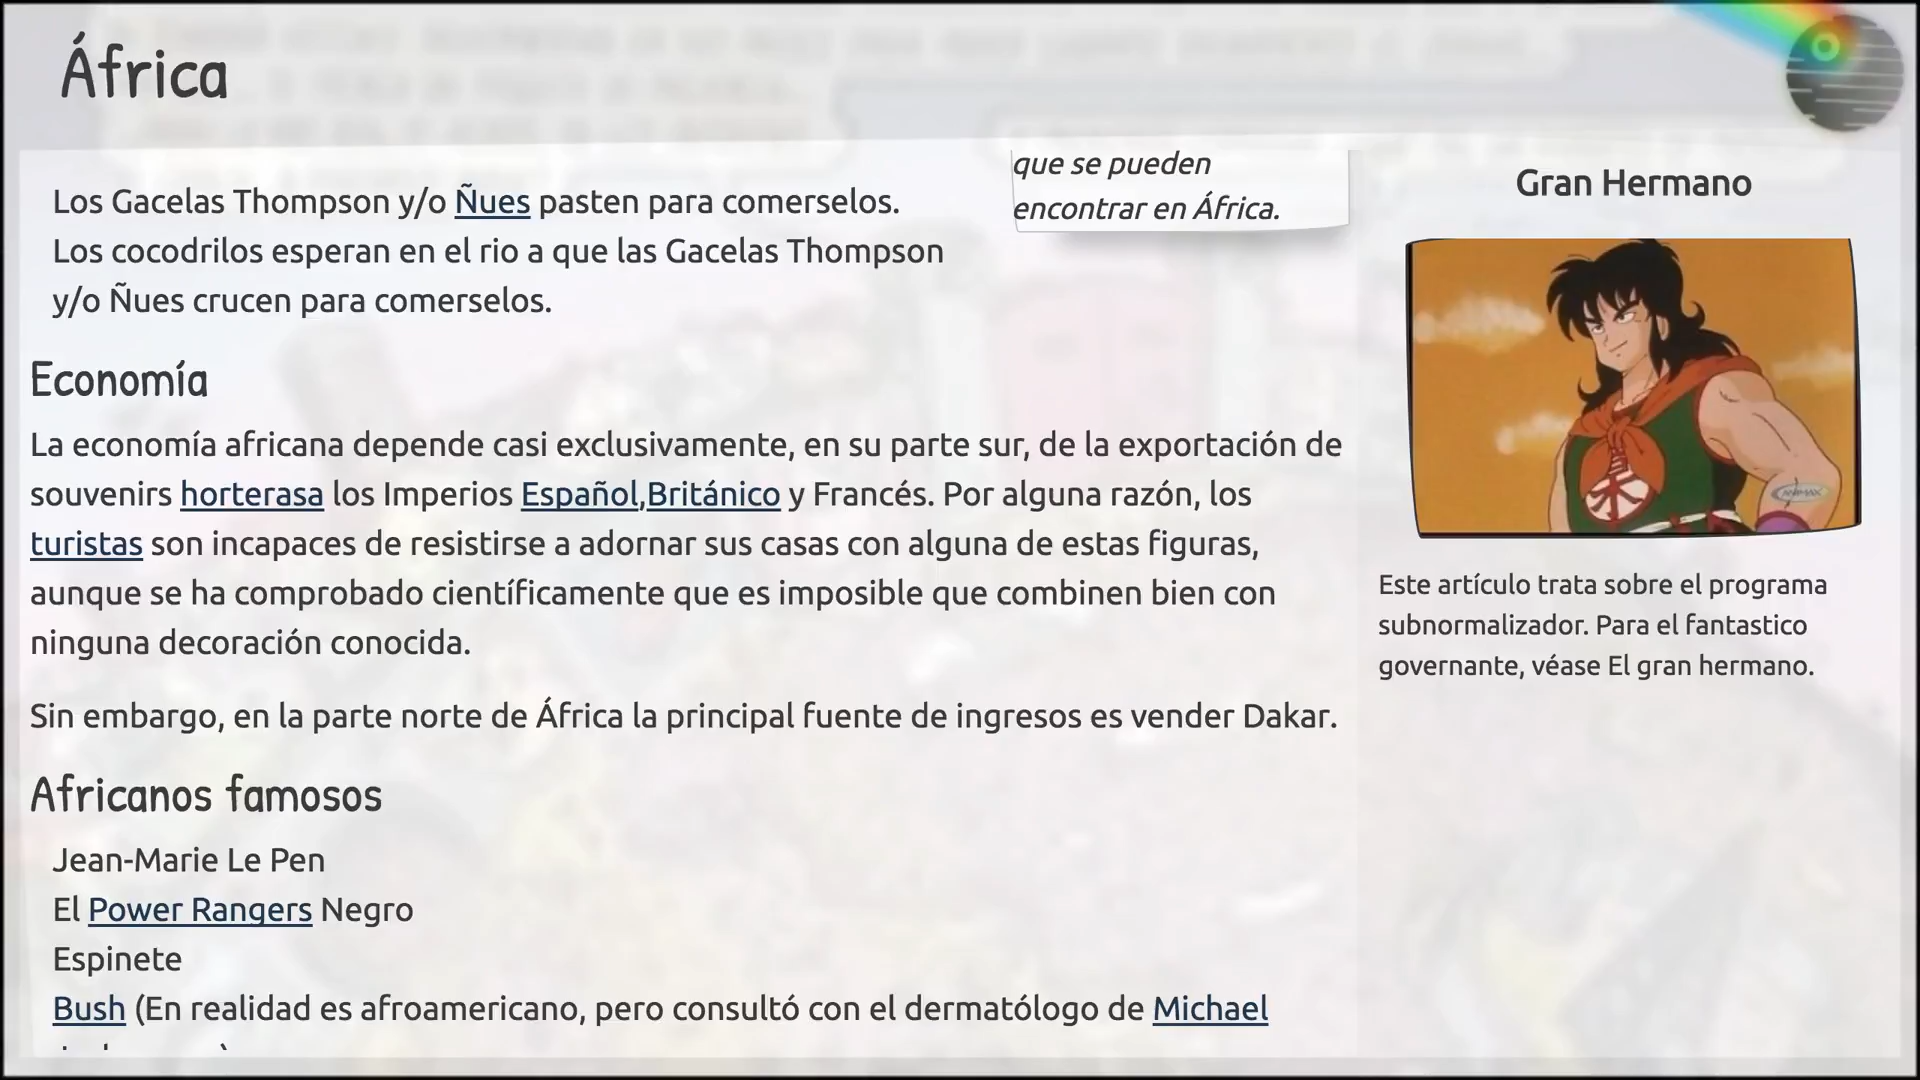 África
Los Gacelas Thompson y/o Ñues pasten para comerselos.
Los cocodrilos esperan en el rio a que las Gacelas Thompson
y/o Ñues crucen para comerselos.
que se pueden
encontrar en África.
Economía
La economía africana depende casi exclusivamente, en su parte sur, de la exportación de
souvenirs horterasa los Imperios Español,Británico y Francés. Por alguna razón, los
turistas son incapaces de resistirse a adornar sus casas con alguna de estas figuras,
aunque se ha comprobado científicamente que es imposible que combinen bien con
ninguna decoración conocida.
Sin embargo, en la parte norte de África la principal fuente de ingresos es vender Dakar.
Africanos famosos
Jean-Marie Le Pen
El Power Rangers Negro
Espinete
Bush (En realidad es afroamericano, pero consultó con el dermatólogo de Michael
Gran Hermano
ANIMAX
Este artículo trata sobre el programa
subnormalizador. Para el fantastico
governante, véase El gran hermano.